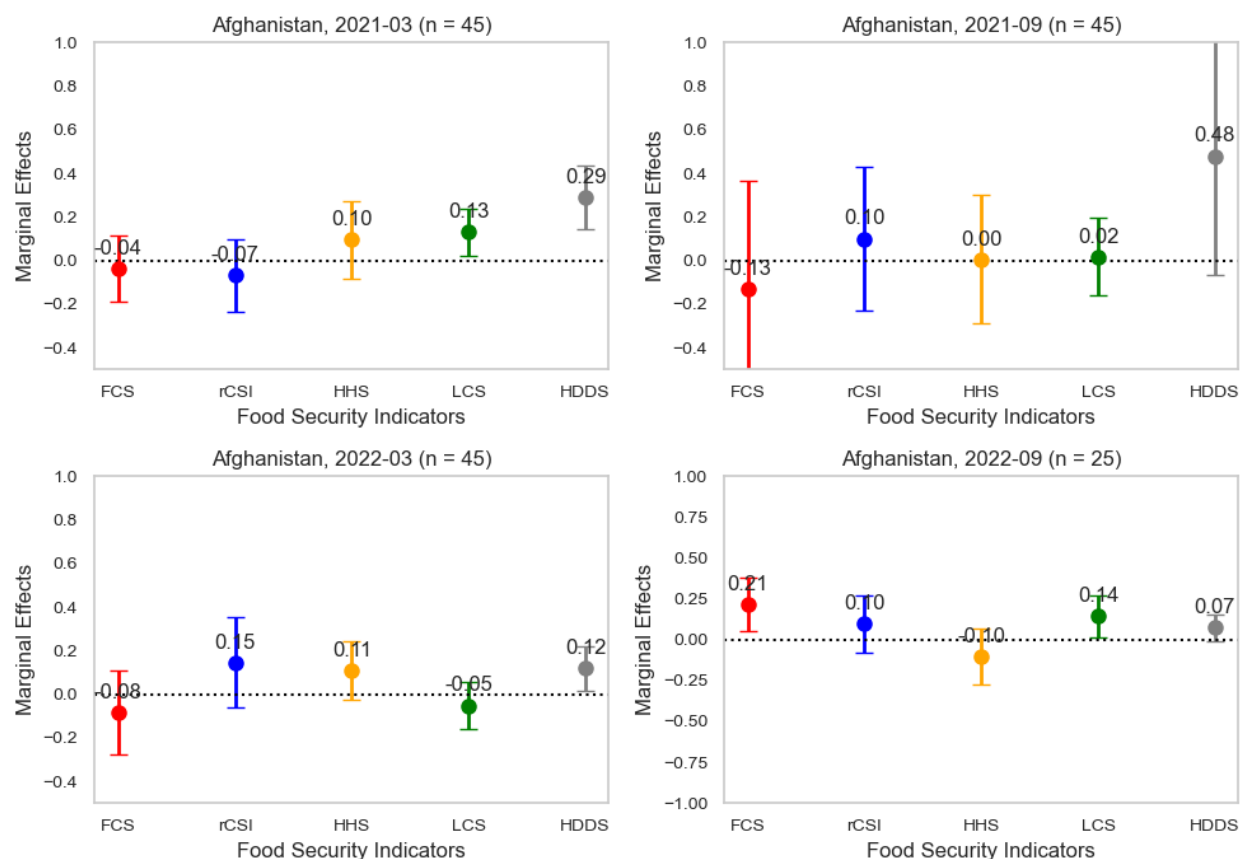 Afghanistan, 2021-03 (n = 45)
1.0
0.8
0.6
0.4
0.2
0.0
−0.2
−0.4
Marginal Effects
-0.04
-0.07
0.10
0.13
0.29
FCS
rCSI
HHS
LCS
HDDS
Food Security Indicators
Afghanistan, 2021-09 (n = 45)
1.0
0.8
0.6
0.4
0.2
0.0
−0.2
−0.4
Marginal Effects
-0.13
0.10
0.00
0.02
0.48
FCS
rCSI
HHS
LCS
HDDS
Food Security Indicators
Afghanistan, 2022-03 (n = 45)
1.0
0.8
0.6
0.4
0.2
0.0
−0.2
−0.4
Marginal Effects
-0.08
0.15
0.11
-0.05
0.12
FCS
rCSI
HHS
LCS
HDDS
Food Security Indicators
Afghanistan, 2022-09 (n = 25)
1.00
0.75
0.50
0.25
0.00
−0.25
−0.50
−0.75
−1.00
Marginal Effects
0.21
0.10
-0.10
0.14
0.07
FCS
rCSI
HHS
LCS
HDDS
Food Security Indicators